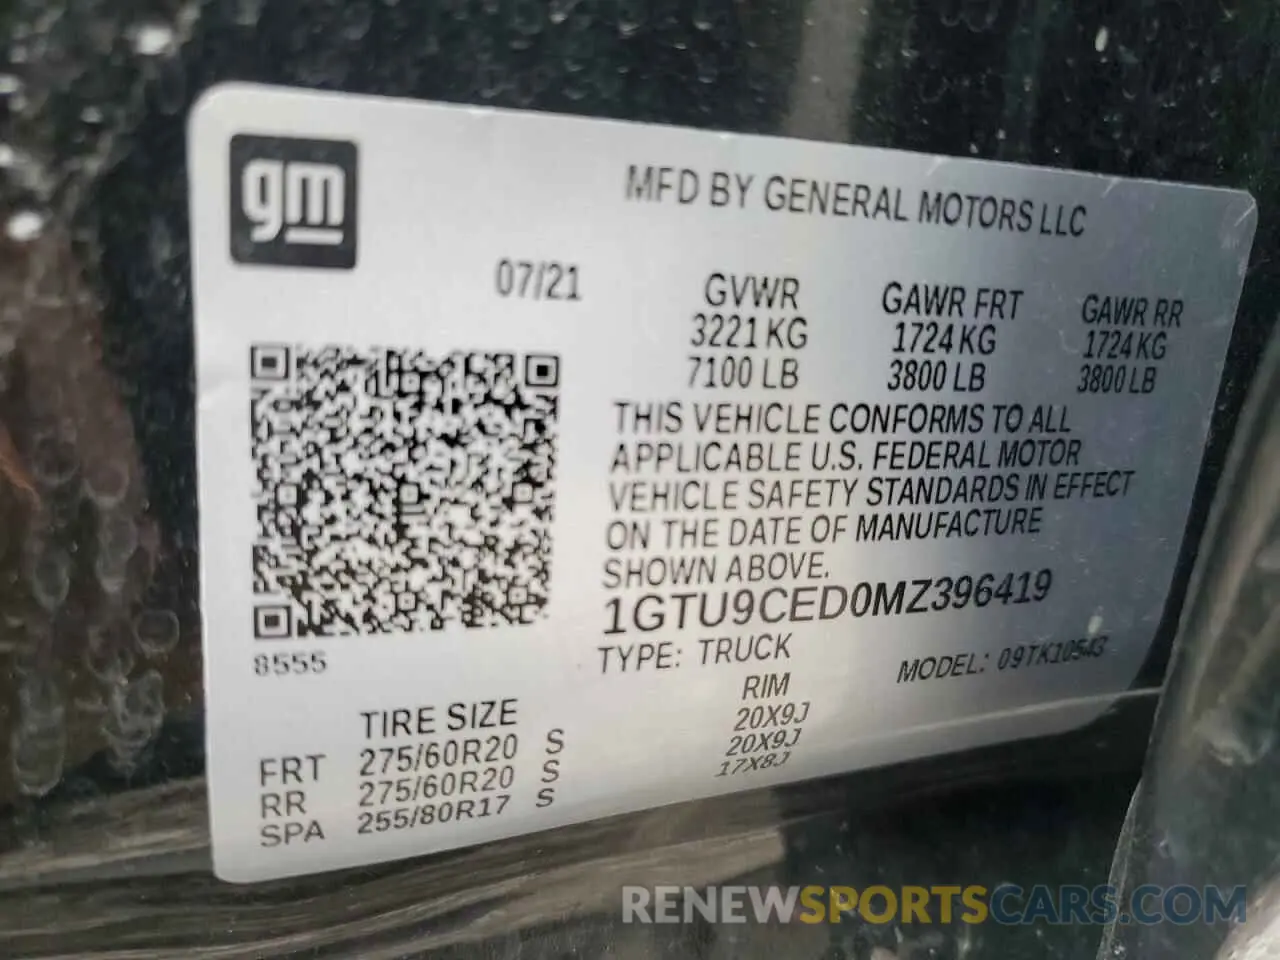 gm
MFD BY GENERAL MOTORS LLC
07/21
GVWR GAWR FRT GAWR RR
3221 KG 1724 KG 1724 KG
7100 LB 3800 LB 3800 LB
THIS VEHICLE CONFORMS TO ALL
APPLICABLE U.S. FEDERAL MOTOR
VEHICLE SAFETY STANDARDS IN EFFECT
ON THE DATE OF MANUFACTURE
SHOWN ABOVE.
1GTU9CED0MZ396419
8555
TYPE: TRUCK MODEL: 09TK10543
TIRE SIZE RIM
FRT 275/60R20 S 20X9J
RR 275/60R20 S 20X9J
SPA 255/80R17 S 17X8J
RENEWSPORTSCARS.COM